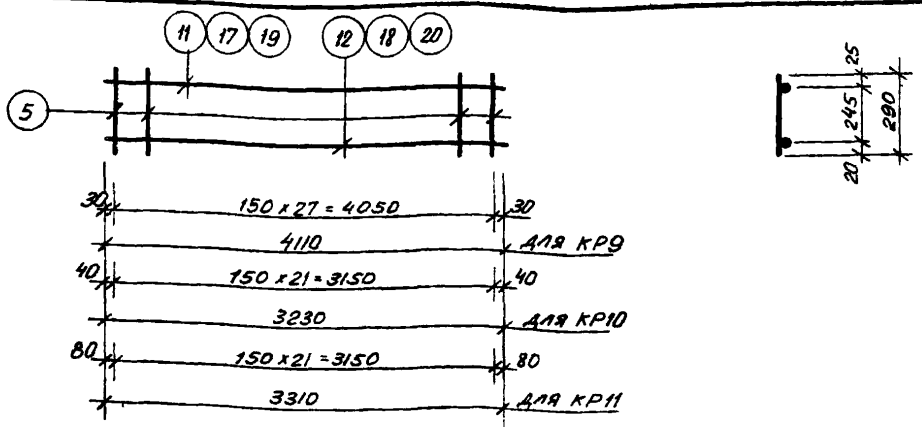 11 17 19 12 18 20
5
25
245
290
20
30 150 x 27 = 4050 30
4110 для КР9
40 150 x 21 = 3150 40
3230 для КР10
80 150 x 21 = 3150 80
3310 для КР11